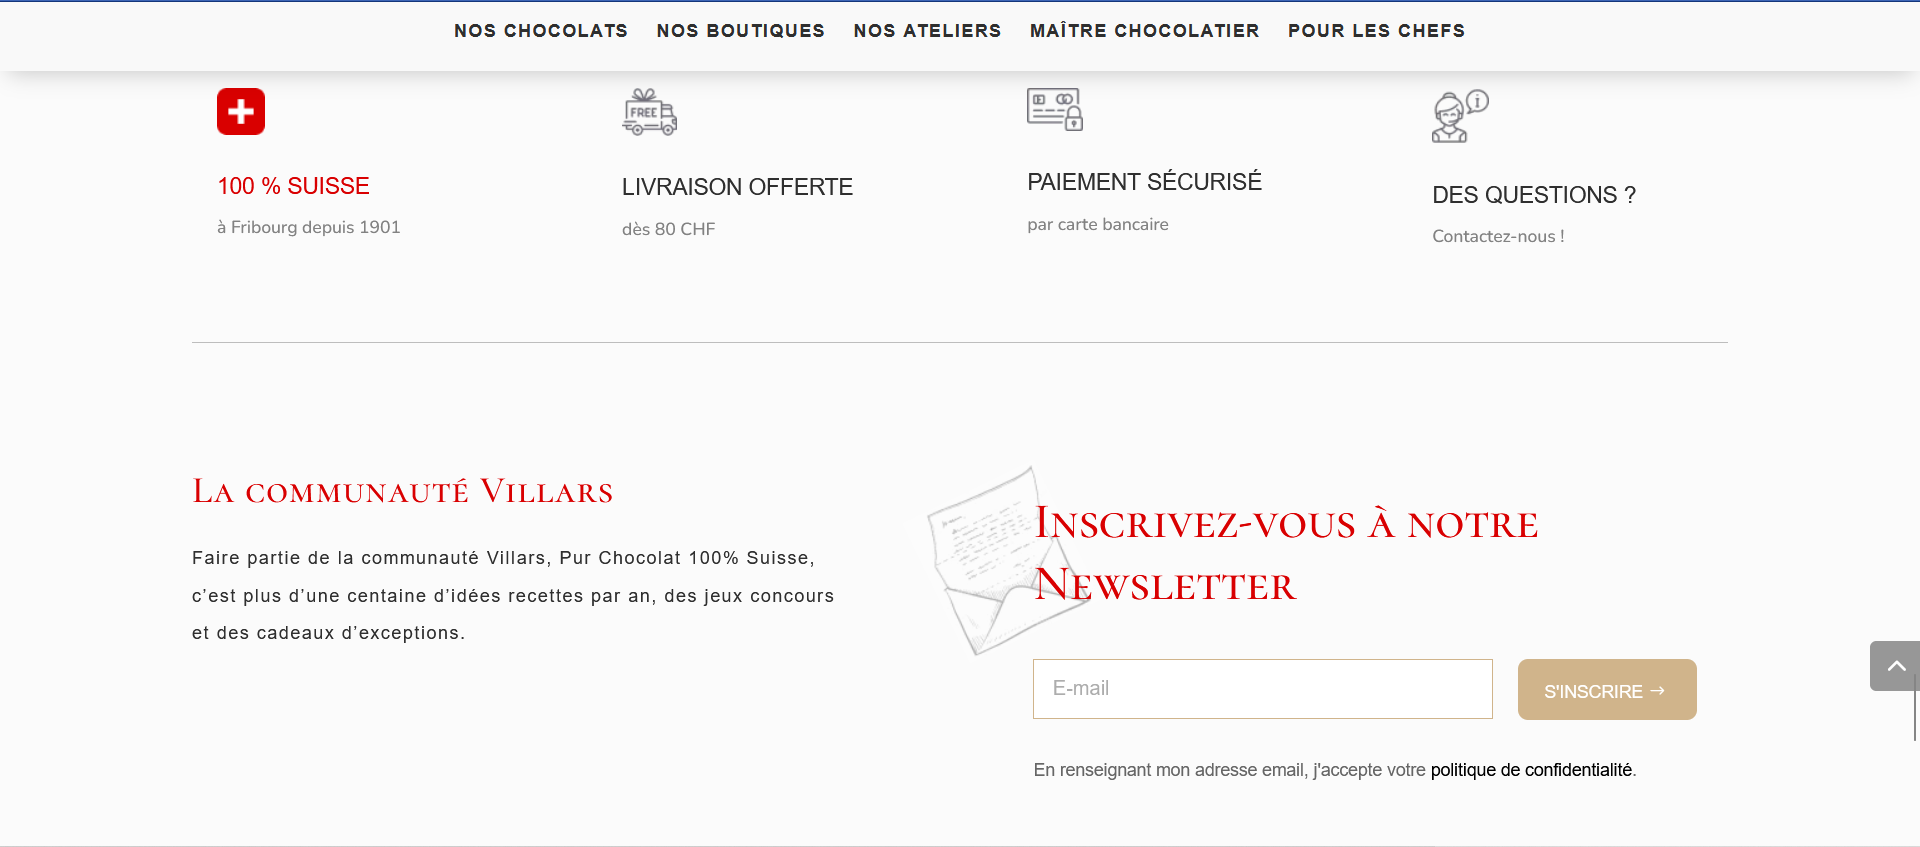 NOS CHOCOLATS NOS BOUTIQUES NOS ATELIERS MAÎTRE CHOCOLATIER POUR LES CHEFS
FREE
100 % SUISSE
à Fribourg depuis 1901
LIVRAISON OFFERTE
dès 80 CHF
PAIEMENT SÉCURISÉ
par carte bancaire
DES QUESTIONS ?
Contactez-nous !
La communauté Villars
Faire partie de la communauté Villars, Pur Chocolat 100% Suisse,
c’est plus d’une centaine d’idées recettes par an, des jeux concours
et des cadeaux d’exceptions.
Inscrivez-vous à notre
Newsletter
E-mail
S'INSCRIRE →
En renseignant mon adresse email, j'accepte votre politique de confidentialité.